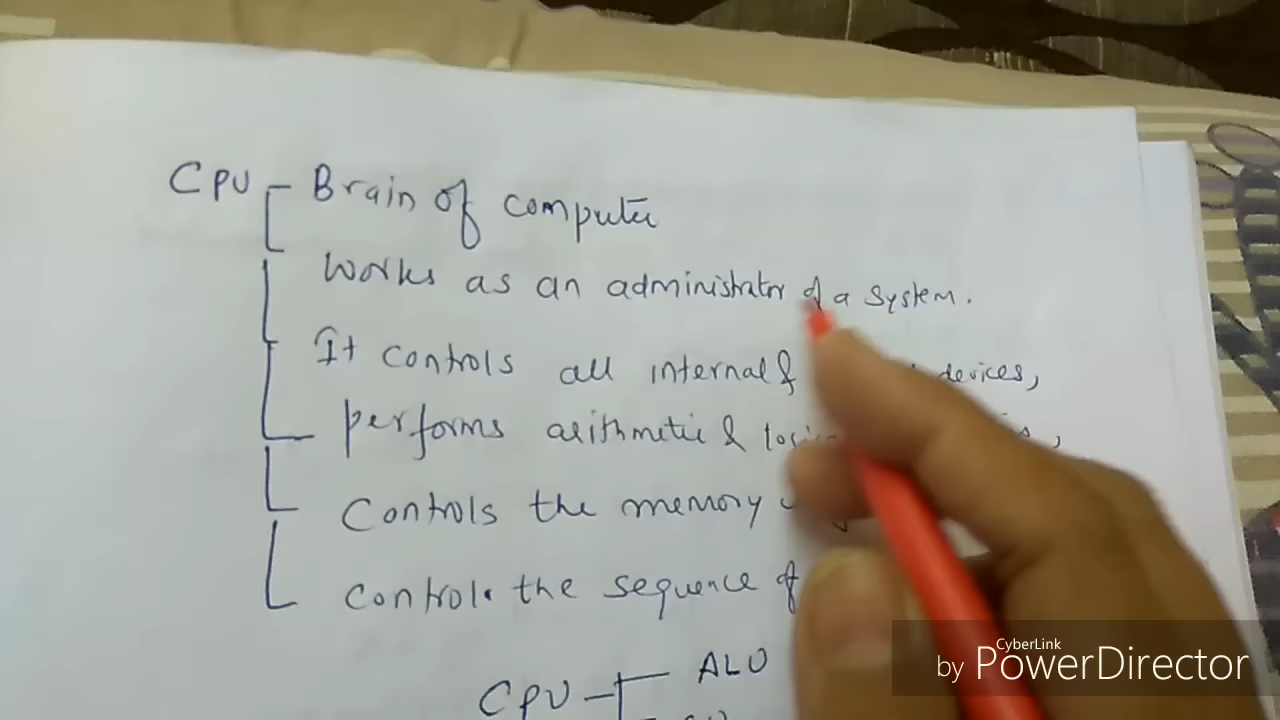 CPU Brain of computer
Works as an administrator of a system.
It controls all internal & devices,
performs arithmetic & logic
Controls the memory
Control. the sequence of
CPU ALU
CyberLink
by PowerDirector